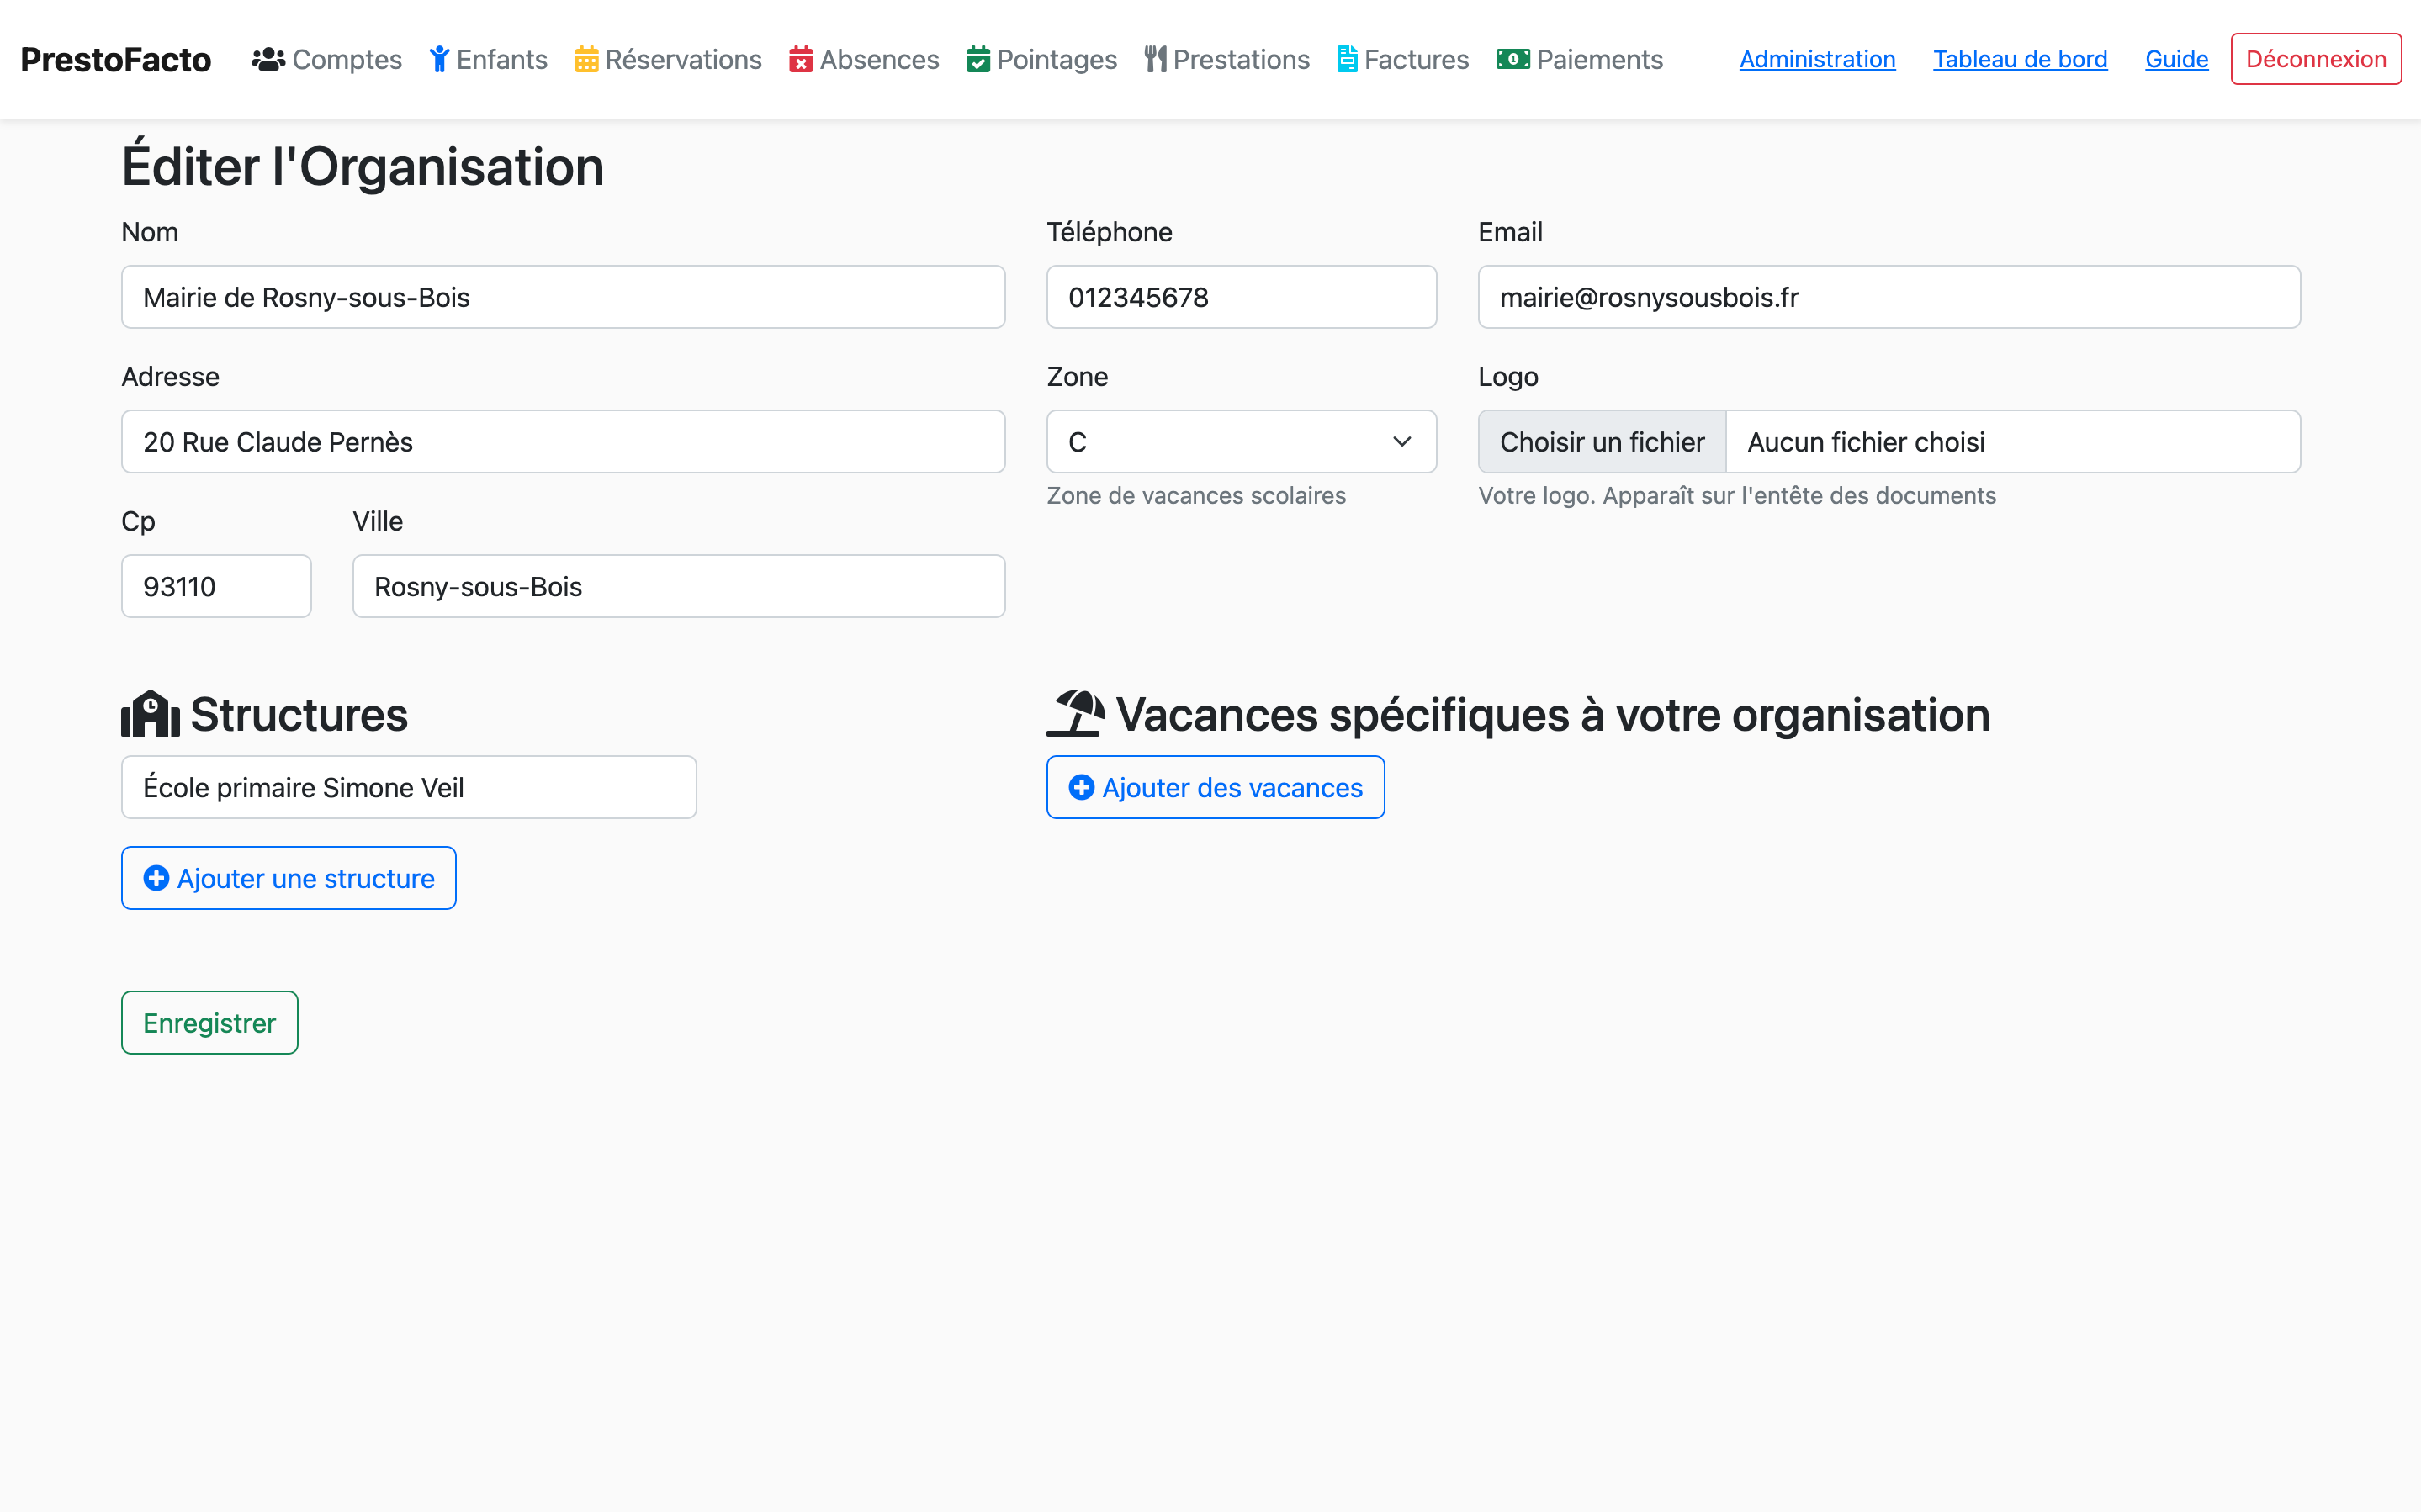 PrestoFacto Comptes Enfants Réservations Absences Pointages Prestations Factures Paiements Administration Tableau de bord Guide Déconnexion
Éditer l'Organisation
Nom Téléphone Email
Mairie de Rosny-sous-Bois 012345678 mairie@rosnysousbois.fr
Adresse Zone Logo
20 Rue Claude Pernès C Choisir un fichier Aucun fichier choisi
Zone de vacances scolaires Votre logo. Apparaît sur l'entête des documents
Cp Ville
93110 Rosny-sous-Bois
Structures Vacances spécifiques à votre organisation
École primaire Simone Veil Ajouter des vacances
Ajouter une structure
Enregistrer